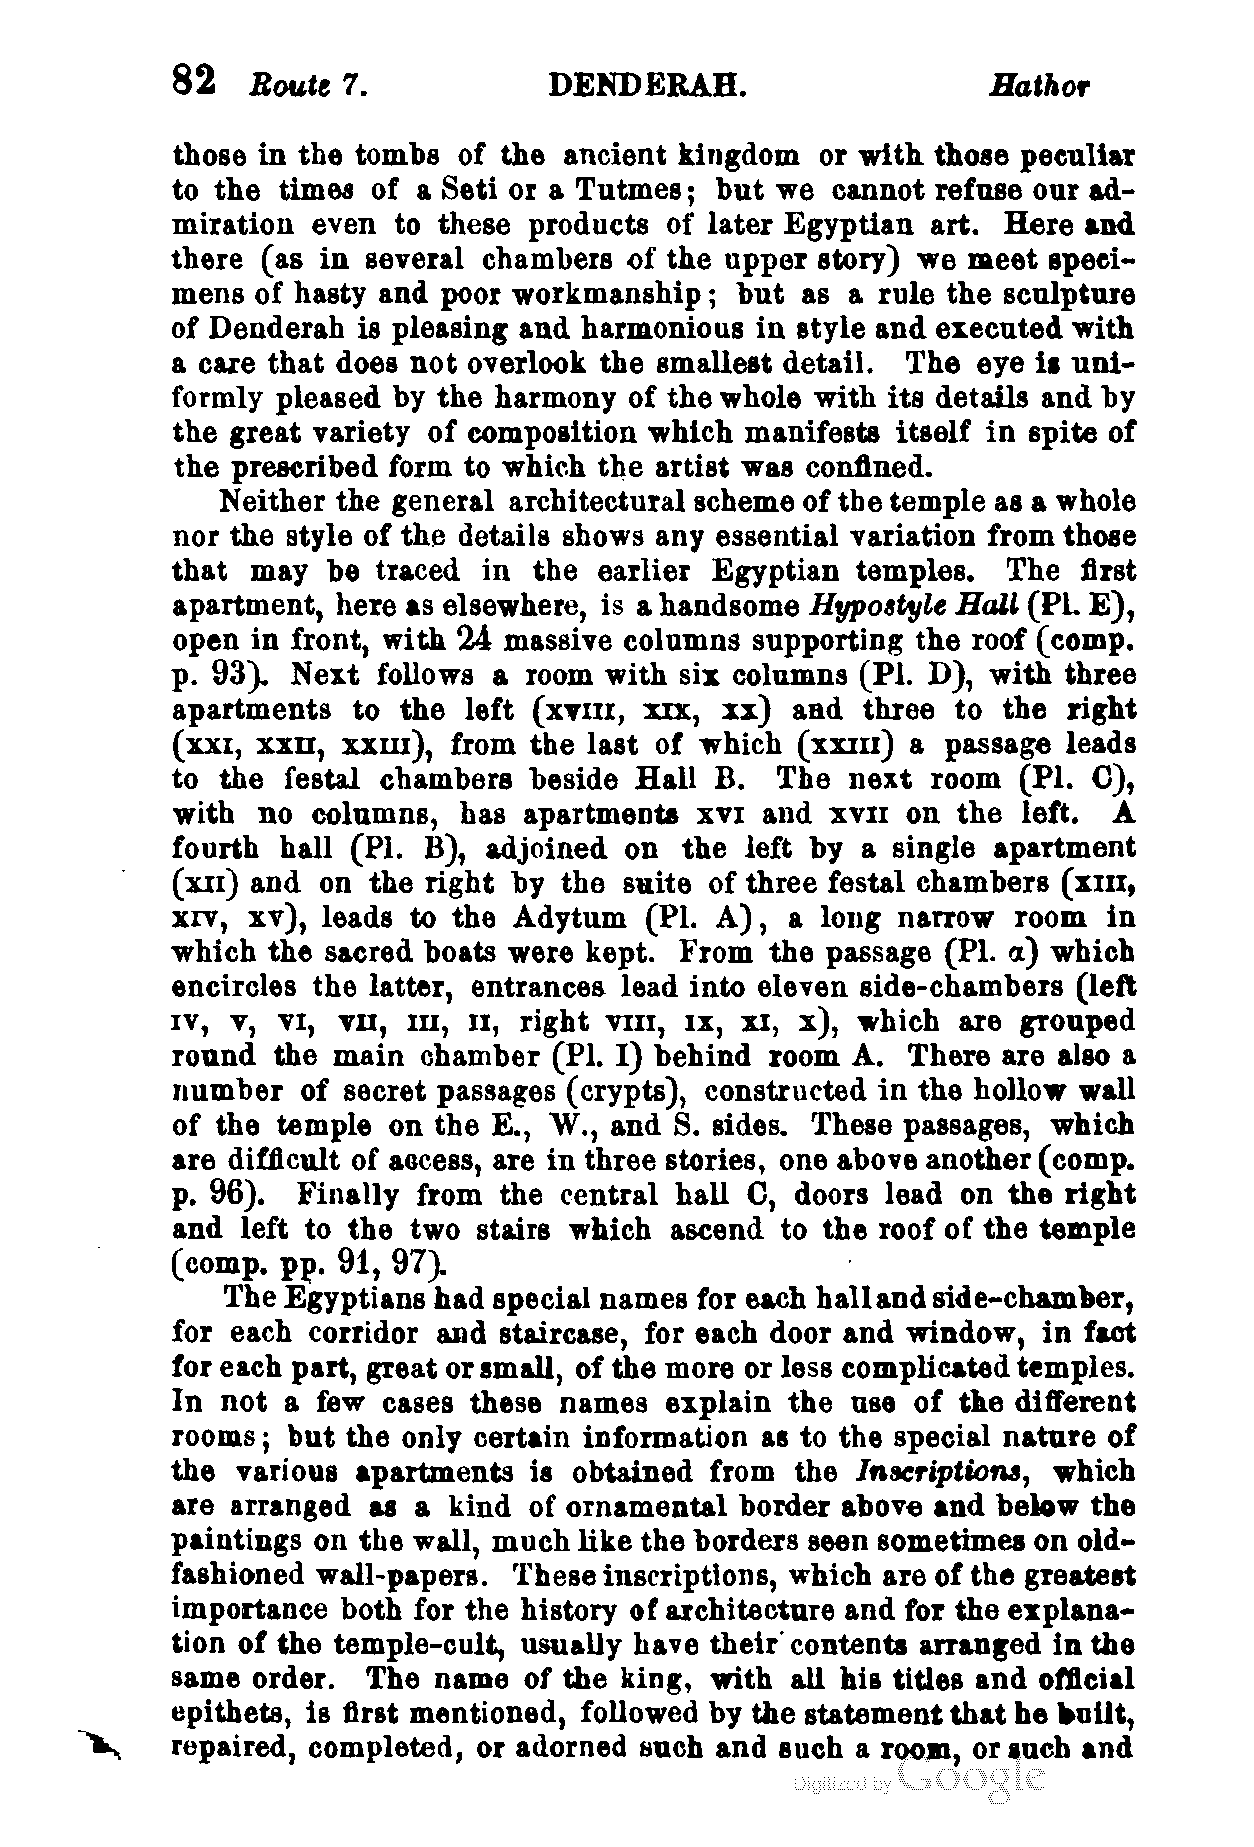 82 Route 7. DENDERAH. Hathor
those in the tombs of the ancient kingdom or with those peculiar
to the times of a Seti or a Tutmes; but we cannot refuse our ad-
miration even to these products of later Egyptian art. Here and
there (as in several chambers of the upper story) we meet speci-
mens of hasty and poor workmanship; but as a rule the sculpture
of Denderah is pleasing and harmonious in style and executed with
a care that does not overlook the smallest detail. The eye is uni-
formly pleased by the harmony of the whole with its details and by
the great variety of composition which manifests itself in spite of
the prescribed form to which the artist was confined.
Neither the general architectural scheme of the temple as a whole
nor the style of the details shows any essential variation from those
that may be traced in the earlier Egyptian temples. The first
apartment, here as elsewhere, is a handsome Hypostyle Hall (Pl. E),
open in front, with 24 massive columns supporting the roof (comp.
p. 93). Next follows a room with six columns (Pl. D), with three
apartments to the left (XVIII, XIX, XX) and three to the right
(XXI, XXII, XXIII), from the last of which (XXIII) a passage leads
to the festal chambers beside Hall B. The next room (Pl. C),
with no columns, has apartments XVI and XVII on the left. A
fourth hall (Pl. B), adjoined on the left by a single apartment
(XII) and on the right by the suite of three festal chambers (XIII,
XIV, XV), leads to the Adytum (Pl. A), a long narrow room in
which the sacred boats were kept. From the passage (Pl. a) which
encircles the latter, entrances lead into eleven side-chambers (left
IV, V, VI, VII, III, II, right VIII, IX, XI, X), which are grouped
round the main chamber (Pl. I) behind room A. There are also a
number of secret passages (crypts), constructed in the hollow wall
of the temple on the E., W., and S. sides. These passages, which
are difficult of access, are in three stories, one above another (comp.
p. 96). Finally from the central hall C, doors lead on the right
and left to the two stairs which ascend to the roof of the temple
(comp. pp. 91, 97).
The Egyptians had special names for each hall and side-chamber,
for each corridor and staircase, for each door and window, in fact
for each part, great or small, of the more or less complicated temples.
In not a few cases these names explain the use of the different
rooms; but the only certain information as to the special nature of
the various apartments is obtained from the Inscriptions, which
are arranged as a kind of ornamental border above and below the
paintings on the wall, much like the borders seen sometimes on old-
fashioned wall-papers. These inscriptions, which are of the greatest
importance both for the history of architecture and for the explana-
tion of the temple-cult, usually have their contents arranged in the
same order. The name of the king, with all his titles and official
epithets, is first mentioned, followed by the statement that he built,
repaired, completed, or adorned such and such a room, or such and
Digitized by Google